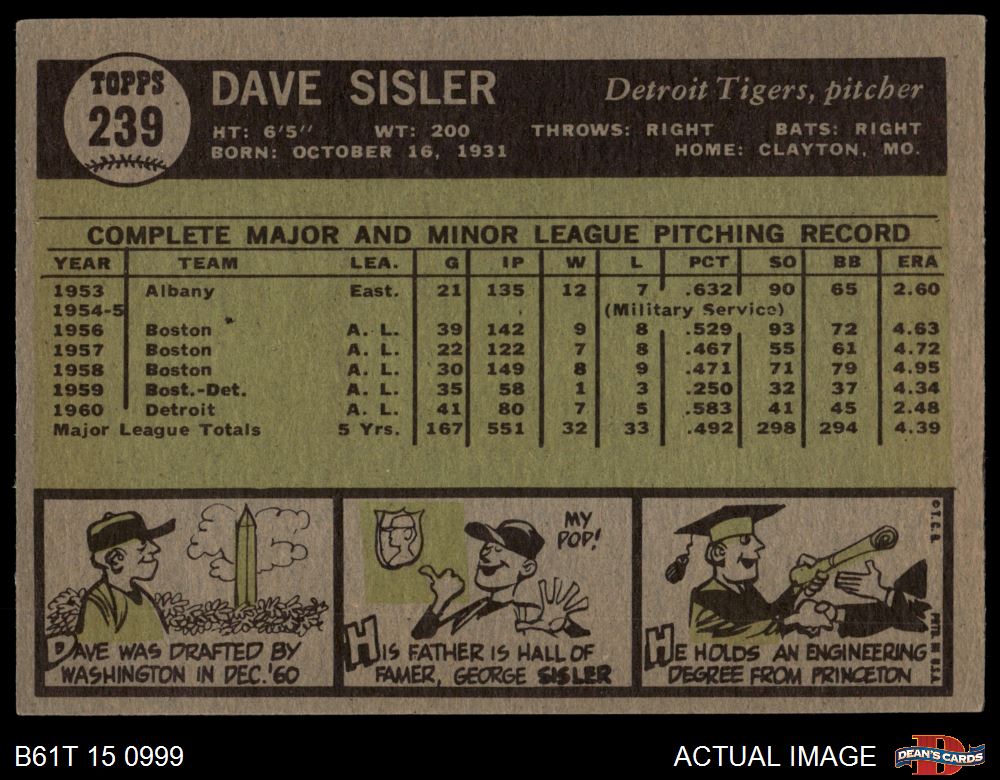 TOPPS
239
DAVE SISLER
Detroit Tigers, pitcher
HT: 6'5" WT: 200 THROWS: RIGHT BATS: RIGHT
BORN: OCTOBER 16, 1931 HOME: CLAYTON, MO.
COMPLETE MAJOR AND MINOR LEAGUE PITCHING RECORD
YEAR TEAM LEA. G IP W L PCT SO BB ERA
1953 Albany East. 21 135 12 7 .632 90 65 2.60
1954-5 (Military Service)
1956 Boston A. L. 39 142 9 8 .529 93 72 4.63
1957 Boston A. L. 22 122 7 8 .467 55 61 4.72
1958 Boston A. L. 30 149 8 9 .471 71 79 4.95
1959 Bost.-Det. A. L. 35 58 1 3 .250 32 37 4.34
1960 Detroit A. L. 41 80 7 5 .583 41 45 2.48
Major League Totals 5 Yrs. 167 551 32 33 .492 298 294 4.39
DAVE WAS DRAFTED BY
WASHINGTON IN DEC. '60
MY
POP!
HIS FATHER IS HALL OF
FAMER, GEORGE SISLER
HE HOLDS AN ENGINEERING
DEGREE FROM PRINCETON
© T.C.G.
PRTD. IN U.S.A.
B61T 15 0999
ACTUAL IMAGE
D
DEAN'S CARDS